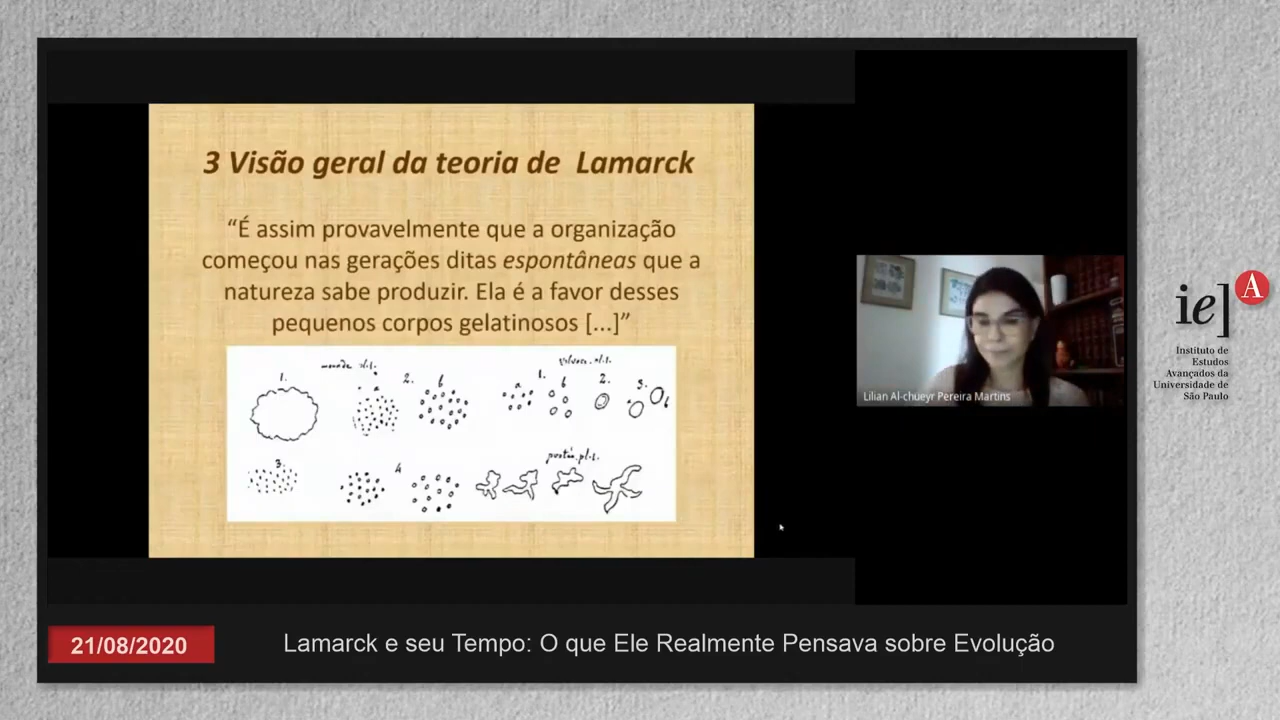 3 Visão geral da teoria de Lamarck
“É assim provavelmente que a organização
começou nas gerações ditas espontâneas que a
natureza sabe produzir. Ela é a favor desses
pequenos corpos gelatinosos [...]”
1.
a
2.
b
a
1.
b
2.
3.
3.
4
Lilian Al-chueyr Pereira Martins
ie]A
Instituto de
Estudos
Avançados da
Universidade de
São Paulo
21/08/2020
Lamarck e seu Tempo: O que Ele Realmente Pensava sobre Evolução